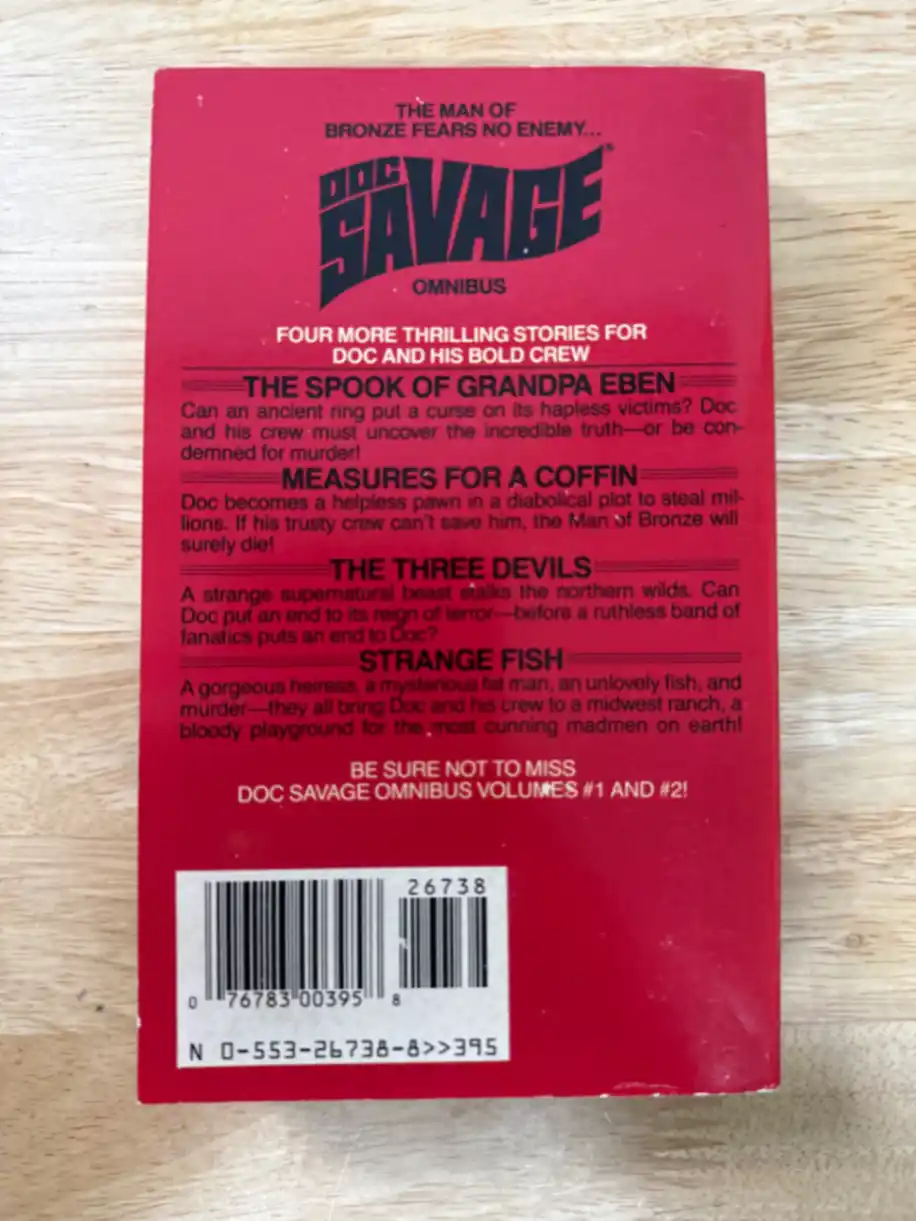 THE MAN OF
BRONZE FEARS NO ENEMY...
DOC
SAVAGE®
OMNIBUS
FOUR MORE THRILLING STORIES FOR
DOC AND HIS BOLD CREW
THE SPOOK OF GRANDPA EBEN
Can an ancient ring put a curse on its hapless victims? Doc
and his crew must uncover the incredible truth—or be con-
demned for murder!
MEASURES FOR A COFFIN
Doc becomes a helpless pawn in a diabolical plot to steal mil-
lions. If his trusty crew can't save him, the Man of Bronze will
surely die!
THE THREE DEVILS
A strange supernatural beast stalks the northern wilds. Can
Doc put an end to its reign of terror—before a ruthless band of
fanatics puts an end to Doc?
STRANGE FISH
A gorgeous heiress, a mysterious fat man, an unlovely fish, and
murder—they all bring Doc and his crew to a midwest ranch, a
bloody playground for the most cunning madmen on earth!
BE SURE NOT TO MISS
DOC SAVAGE OMNIBUS VOLUMES #1 AND #2!
26738
0 76783 00395 8
N 0-553-26738-8>>395